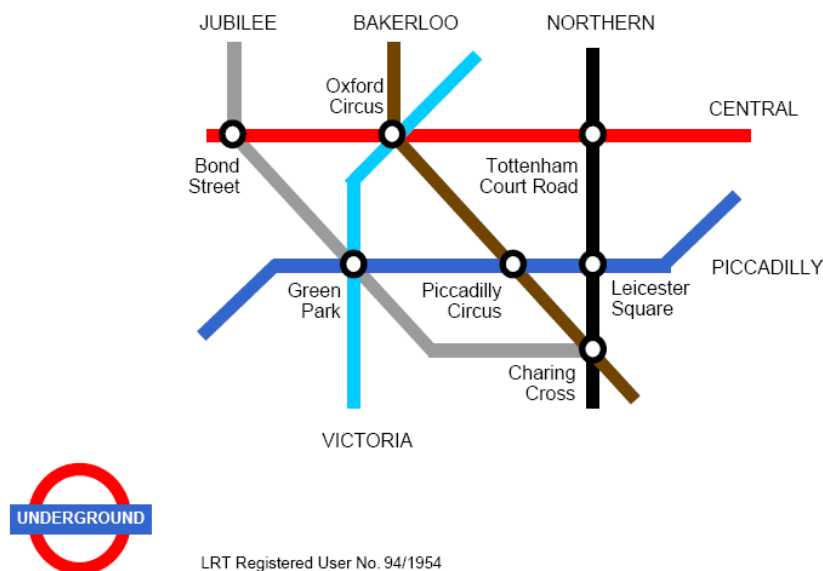 JUBILEE
BAKERLOO
NORTHERN
Oxford
Circus
CENTRAL
Bond
Street
Tottenham
Court Road
PICCADILLY
Green
Park
Piccadilly
Circus
Leicester
Square
Charing
Cross
VICTORIA
UNDERGROUND
LRT Registered User No. 94/1954